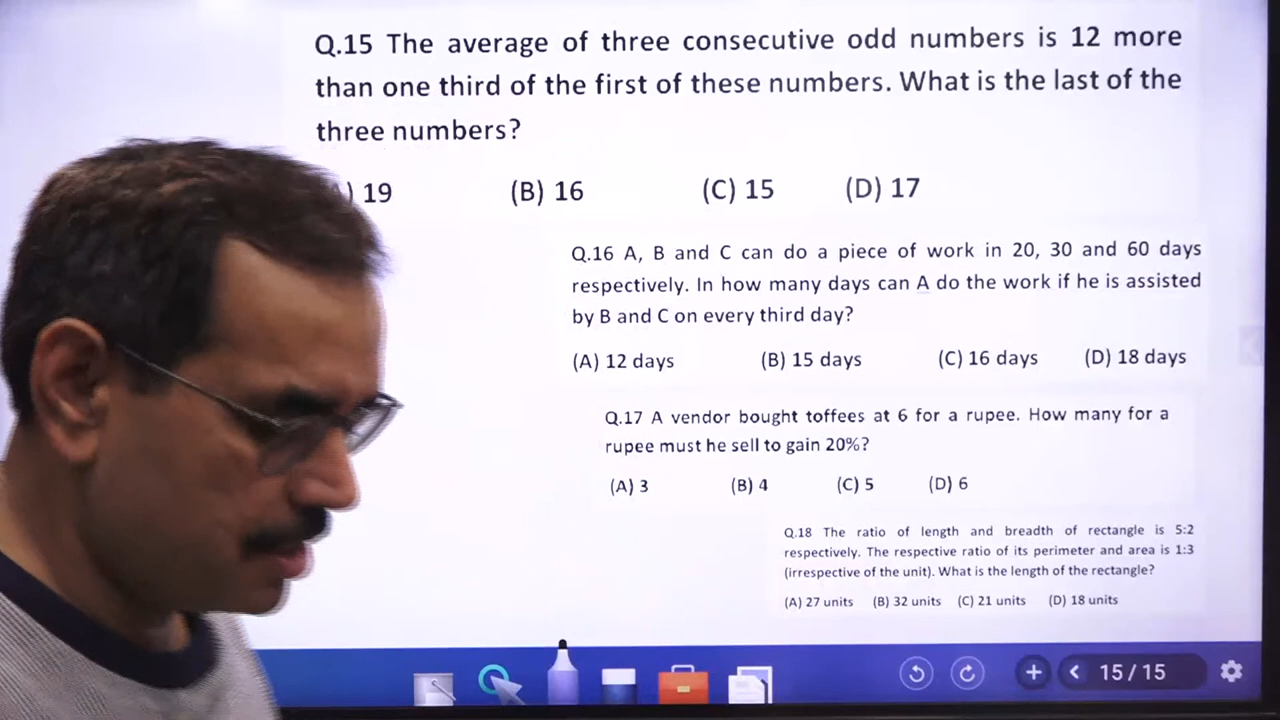 Q.15 The average of three consecutive odd numbers is 12 more
than one third of the first of these numbers. What is the last of the
three numbers?
) 19 (B) 16 (C) 15 (D) 17
Q.16 A, B and C can do a piece of work in 20, 30 and 60 days
respectively. In how many days can A do the work if he is assisted
by B and C on every third day?
(A) 12 days (B) 15 days (C) 16 days (D) 18 days
Q.17 A vendor bought toffees at 6 for a rupee. How many for a
rupee must he sell to gain 20%?
(A) 3 (B) 4 (C) 5 (D) 6
Q.18 The ratio of length and breadth of rectangle is 5:2
respectively. The respective ratio of its perimeter and area is 1:3
(irrespective of the unit). What is the length of the rectangle?
(A) 27 units (B) 32 units (C) 21 units (D) 18 units
15/15